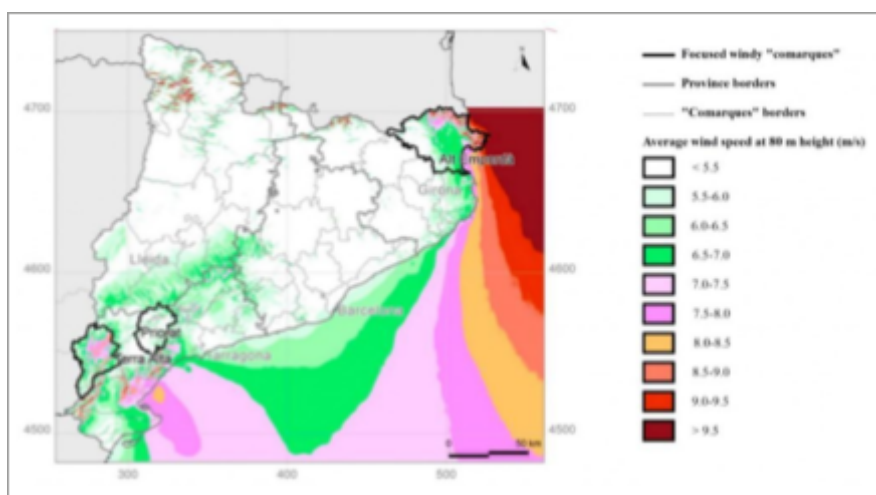 4700
4600
4500
300
400
500
4700
4600
4500
Alt Empordà
Girona
Lleida
Barcelona
Priorat
Terra Alta
Tarragona
0 50 km
Focused windy "comarques"
Province borders
"Comarques" borders
Average wind speed at 80 m height (m/s)
< 5.5
5.5-6.0
6.0-6.5
6.5-7.0
7.0-7.5
7.5-8.0
8.0-8.5
8.5-9.0
9.0-9.5
> 9.5